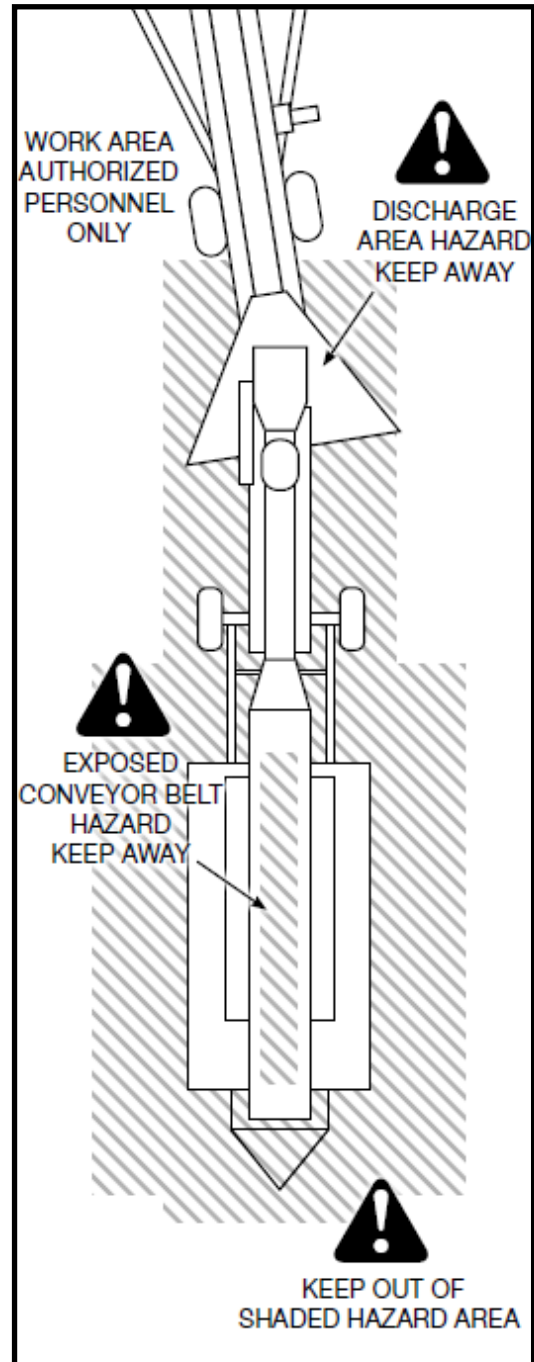 WORK AREA
AUTHORIZED
PERSONNEL
ONLY
!
DISCHARGE
AREA HAZARD
KEEP AWAY
!
EXPOSED
CONVEYOR BELT
HAZARD
KEEP AWAY
!
KEEP OUT OF
SHADED HAZARD AREA